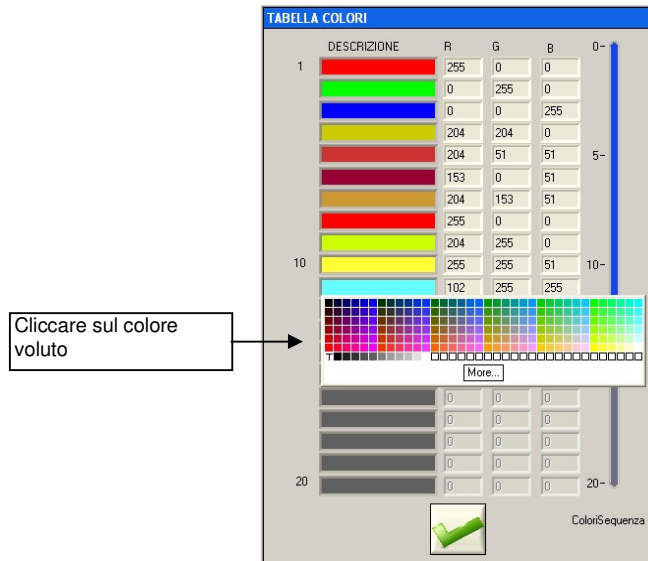 TABELLA COLORI
DESCRIZIONE R G B 0-
1 255 0 0
0 255 0
0 0 255
204 204 0
204 51 51 5-
153 0 51
204 153 51
255 0 0
204 255 0
10 255 255 51 10-
102 255 255
Cliccare sul colore
voluto
T
More...
0 0 0
0 0 0
0 0 0
0 0 0
20 0 0 0 20-
ColoriSequenza